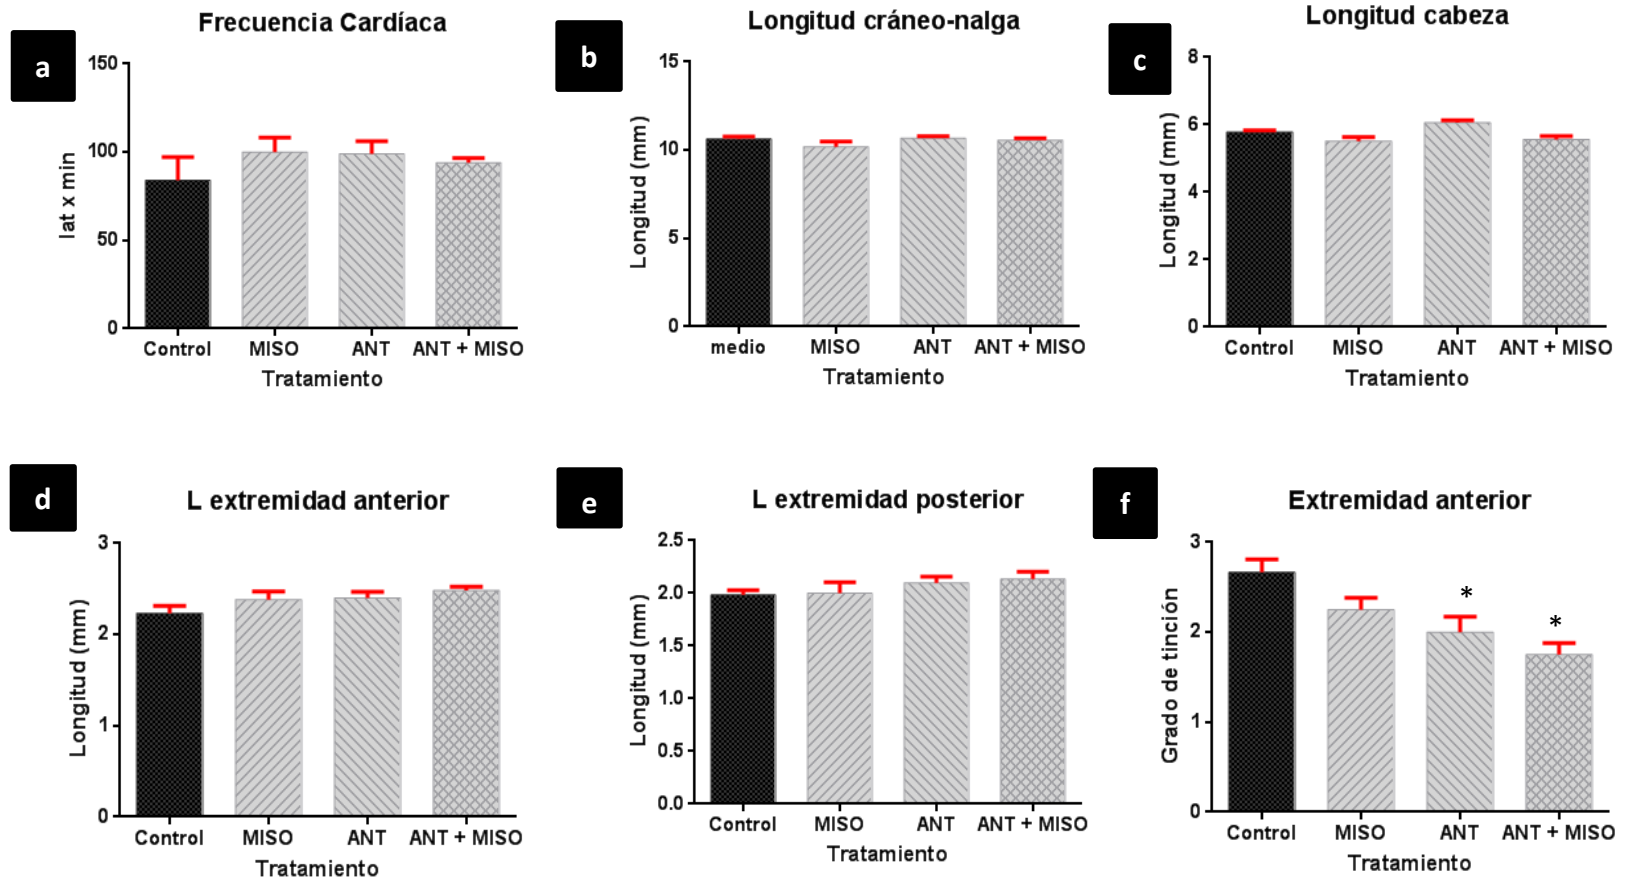 a
Frecuencia Cardíaca
150
100
50
0
lat x min
Control MISO ANT ANT + MISO
Tratamiento
b
Longitud cráneo-nalga
15
10
5
0
Longitud (mm)
medio MISO ANT ANT + MISO
Tratamiento
c
Longitud cabeza
8
6
4
2
0
Longitud (mm)
Control MISO ANT ANT + MISO
Tratamiento
d
L extremidad anterior
3
2
1
0
Longitud (mm)
Control MISO ANT ANT + MISO
Tratamiento
e
L extremidad posterior
2.5
2.0
1.5
1.0
0.5
0.0
Longitud (mm)
Control MISO ANT ANT + MISO
Tratamiento
f
Extremidad anterior
3
2
1
0
Grado de tinción
*
*
Control MISO ANT ANT + MISO
Tratamiento